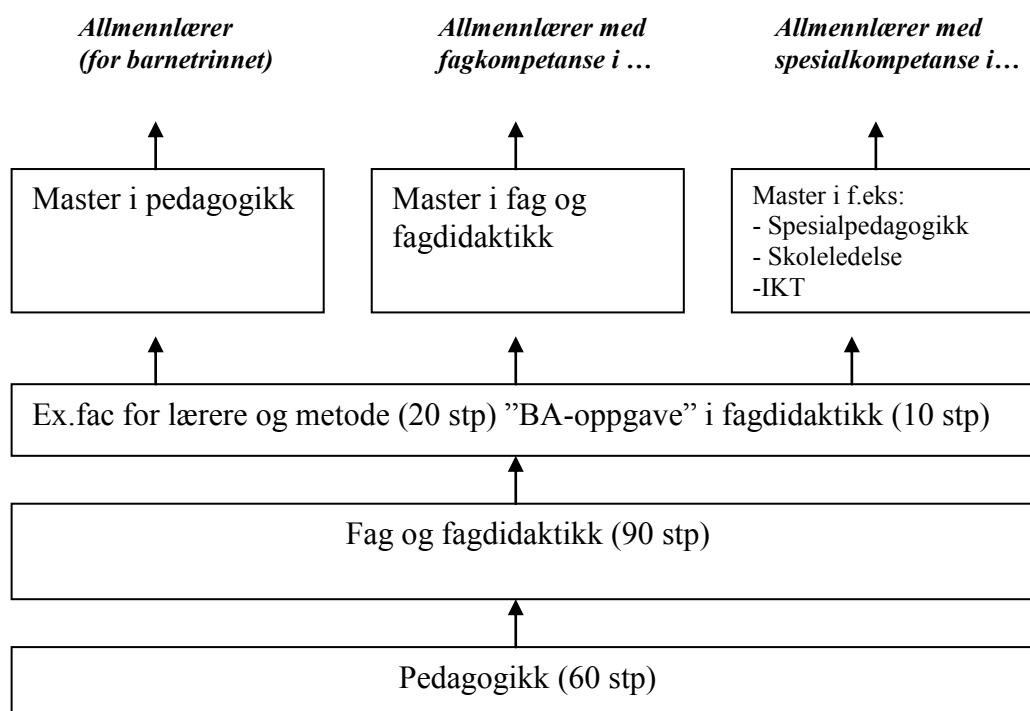 Allmennlærer
(for barnetrinnet)
Allmennlærer med
fagkompetanse i …
Allmennlærer med
spesialkompetanse i…
Master i pedagogikk
Master i fag og
fagdidaktikk
Master i f.eks:
- Spesialpedagogikk
- Skoleledelse
-IKT
Ex.fac for lærere og metode (20 stp) ”BA-oppgave” i fagdidaktikk (10 stp)
Fag og fagdidaktikk (90 stp)
Pedagogikk (60 stp)